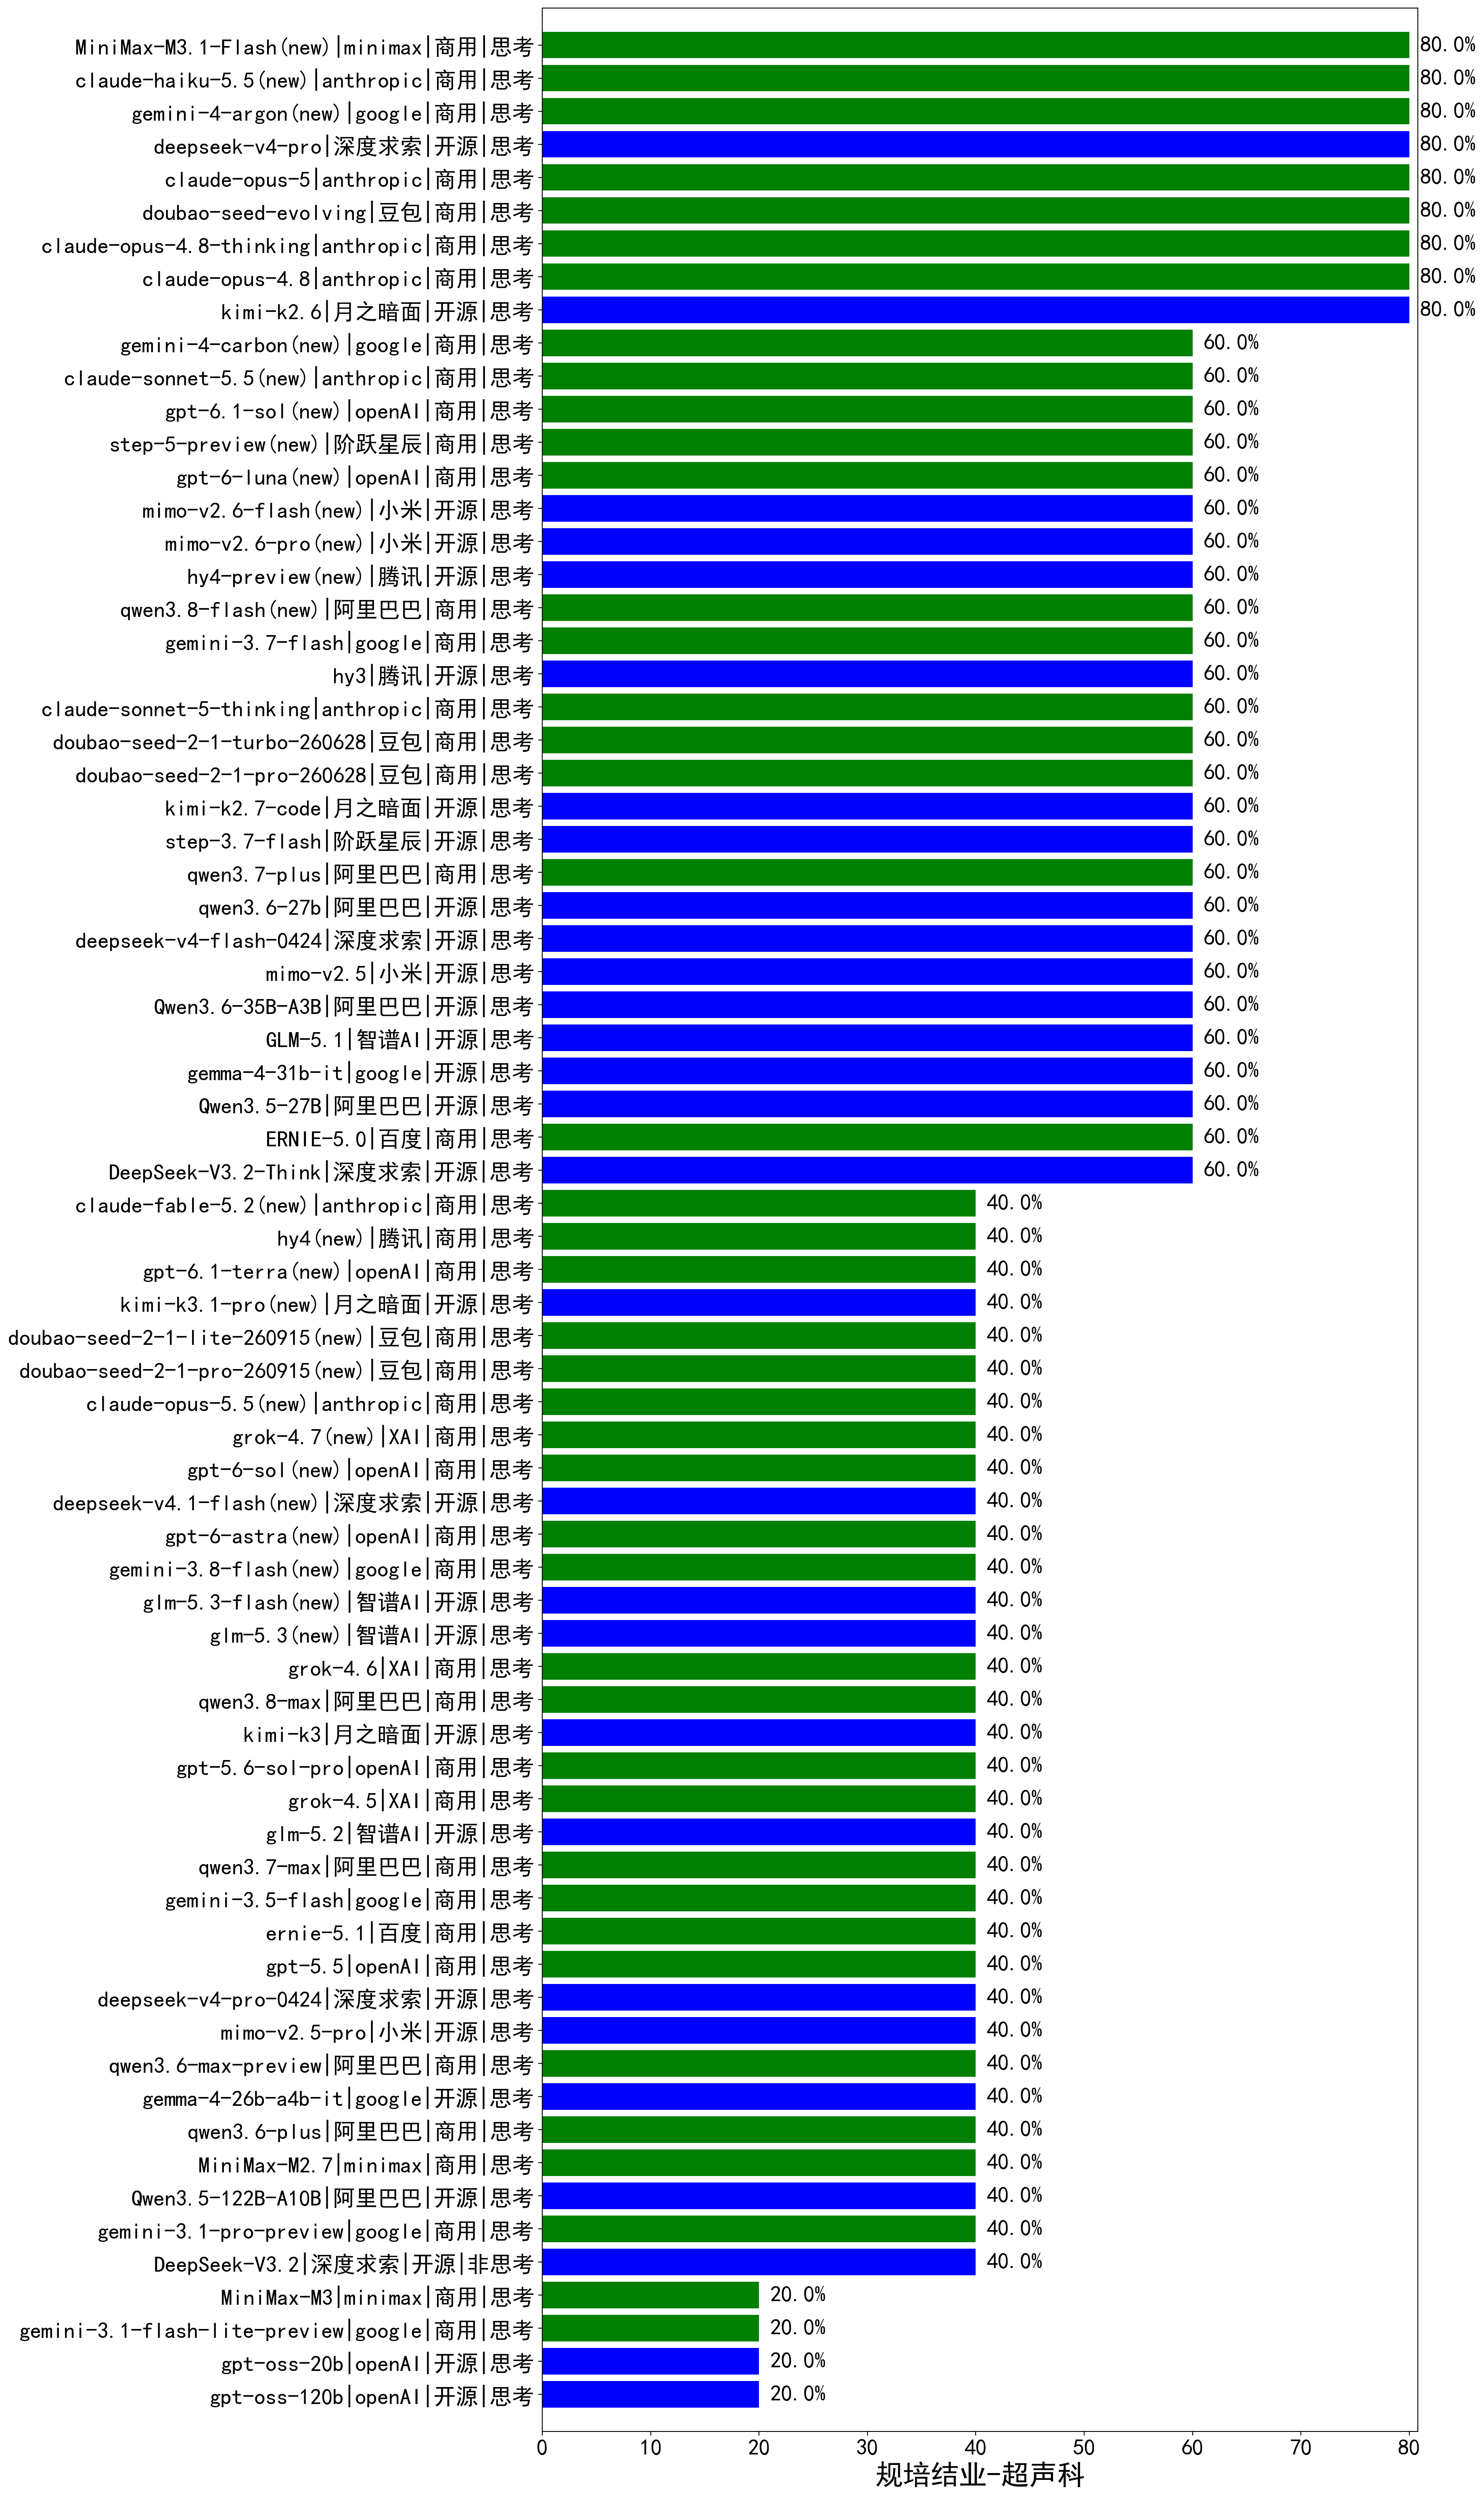 MiniMax-M3.1-Flash(new)|minimax|商用|思考 80.0%
claude-haiku-5.5(new)|anthropic|商用|思考 80.0%
gemini-4-argon(new)|google|商用|思考 80.0%
deepseek-v4-pro|深度求索|开源|思考 80.0%
claude-opus-5|anthropic|商用|思考 80.0%
doubao-seed-evolving|豆包|商用|思考 80.0%
claude-opus-4.8-thinking|anthropic|商用|思考 80.0%
claude-opus-4.8|anthropic|商用|思考 80.0%
kimi-k2.6|月之暗面|开源|思考 80.0%
gemini-4-carbon(new)|google|商用|思考 60.0%
claude-sonnet-5.5(new)|anthropic|商用|思考 60.0%
gpt-6.1-sol(new)|openAI|商用|思考 60.0%
step-5-preview(new)|阶跃星辰|商用|思考 60.0%
gpt-6-luna(new)|openAI|商用|思考 60.0%
mimo-v2.6-flash(new)|小米|开源|思考 60.0%
mimo-v2.6-pro(new)|小米|开源|思考 60.0%
hy4-preview(new)|腾讯|开源|思考 60.0%
qwen3.8-flash(new)|阿里巴巴|商用|思考 60.0%
gemini-3.7-flash|google|商用|思考 60.0%
hy3|腾讯|开源|思考 60.0%
claude-sonnet-5-thinking|anthropic|商用|思考 60.0%
doubao-seed-2-1-turbo-260628|豆包|商用|思考 60.0%
doubao-seed-2-1-pro-260628|豆包|商用|思考 60.0%
kimi-k2.7-code|月之暗面|开源|思考 60.0%
step-3.7-flash|阶跃星辰|开源|思考 60.0%
qwen3.7-plus|阿里巴巴|商用|思考 60.0%
qwen3.6-27b|阿里巴巴|开源|思考 60.0%
deepseek-v4-flash-0424|深度求索|开源|思考 60.0%
mimo-v2.5|小米|开源|思考 60.0%
Qwen3.6-35B-A3B|阿里巴巴|开源|思考 60.0%
GLM-5.1|智谱AI|开源|思考 60.0%
gemma-4-31b-it|google|开源|思考 60.0%
Qwen3.5-27B|阿里巴巴|开源|思考 60.0%
ERNIE-5.0|百度|商用|思考 60.0%
DeepSeek-V3.2-Think|深度求索|开源|思考 60.0%
claude-fable-5.2(new)|anthropic|商用|思考 40.0%
hy4(new)|腾讯|商用|思考 40.0%
gpt-6.1-terra(new)|openAI|商用|思考 40.0%
kimi-k3.1-pro(new)|月之暗面|开源|思考 40.0%
doubao-seed-2-1-lite-260915(new)|豆包|商用|思考 40.0%
doubao-seed-2-1-pro-260915(new)|豆包|商用|思考 40.0%
claude-opus-5.5(new)|anthropic|商用|思考 40.0%
grok-4.7(new)|XAI|商用|思考 40.0%
gpt-6-sol(new)|openAI|商用|思考 40.0%
deepseek-v4.1-flash(new)|深度求索|开源|思考 40.0%
gpt-6-astra(new)|openAI|商用|思考 40.0%
gemini-3.8-flash(new)|google|商用|思考 40.0%
glm-5.3-flash(new)|智谱AI|开源|思考 40.0%
glm-5.3(new)|智谱AI|开源|思考 40.0%
grok-4.6|XAI|商用|思考 40.0%
qwen3.8-max|阿里巴巴|商用|思考 40.0%
kimi-k3|月之暗面|开源|思考 40.0%
gpt-5.6-sol-pro|openAI|商用|思考 40.0%
grok-4.5|XAI|商用|思考 40.0%
glm-5.2|智谱AI|开源|思考 40.0%
qwen3.7-max|阿里巴巴|商用|思考 40.0%
gemini-3.5-flash|google|商用|思考 40.0%
ernie-5.1|百度|商用|思考 40.0%
gpt-5.5|openAI|商用|思考 40.0%
deepseek-v4-pro-0424|深度求索|开源|思考 40.0%
mimo-v2.5-pro|小米|开源|思考 40.0%
qwen3.6-max-preview|阿里巴巴|商用|思考 40.0%
gemma-4-26b-a4b-it|google|开源|思考 40.0%
qwen3.6-plus|阿里巴巴|商用|思考 40.0%
MiniMax-M2.7|minimax|商用|思考 40.0%
Qwen3.5-122B-A10B|阿里巴巴|开源|思考 40.0%
gemini-3.1-pro-preview|google|商用|思考 40.0%
DeepSeek-V3.2|深度求索|开源|非思考 40.0%
MiniMax-M3|minimax|商用|思考 20.0%
gemini-3.1-flash-lite-preview|google|商用|思考 20.0%
gpt-oss-20b|openAI|开源|思考 20.0%
gpt-oss-120b|openAI|开源|思考 20.0%
0 10 20 30 40 50 60 70 80
规培结业-超声科